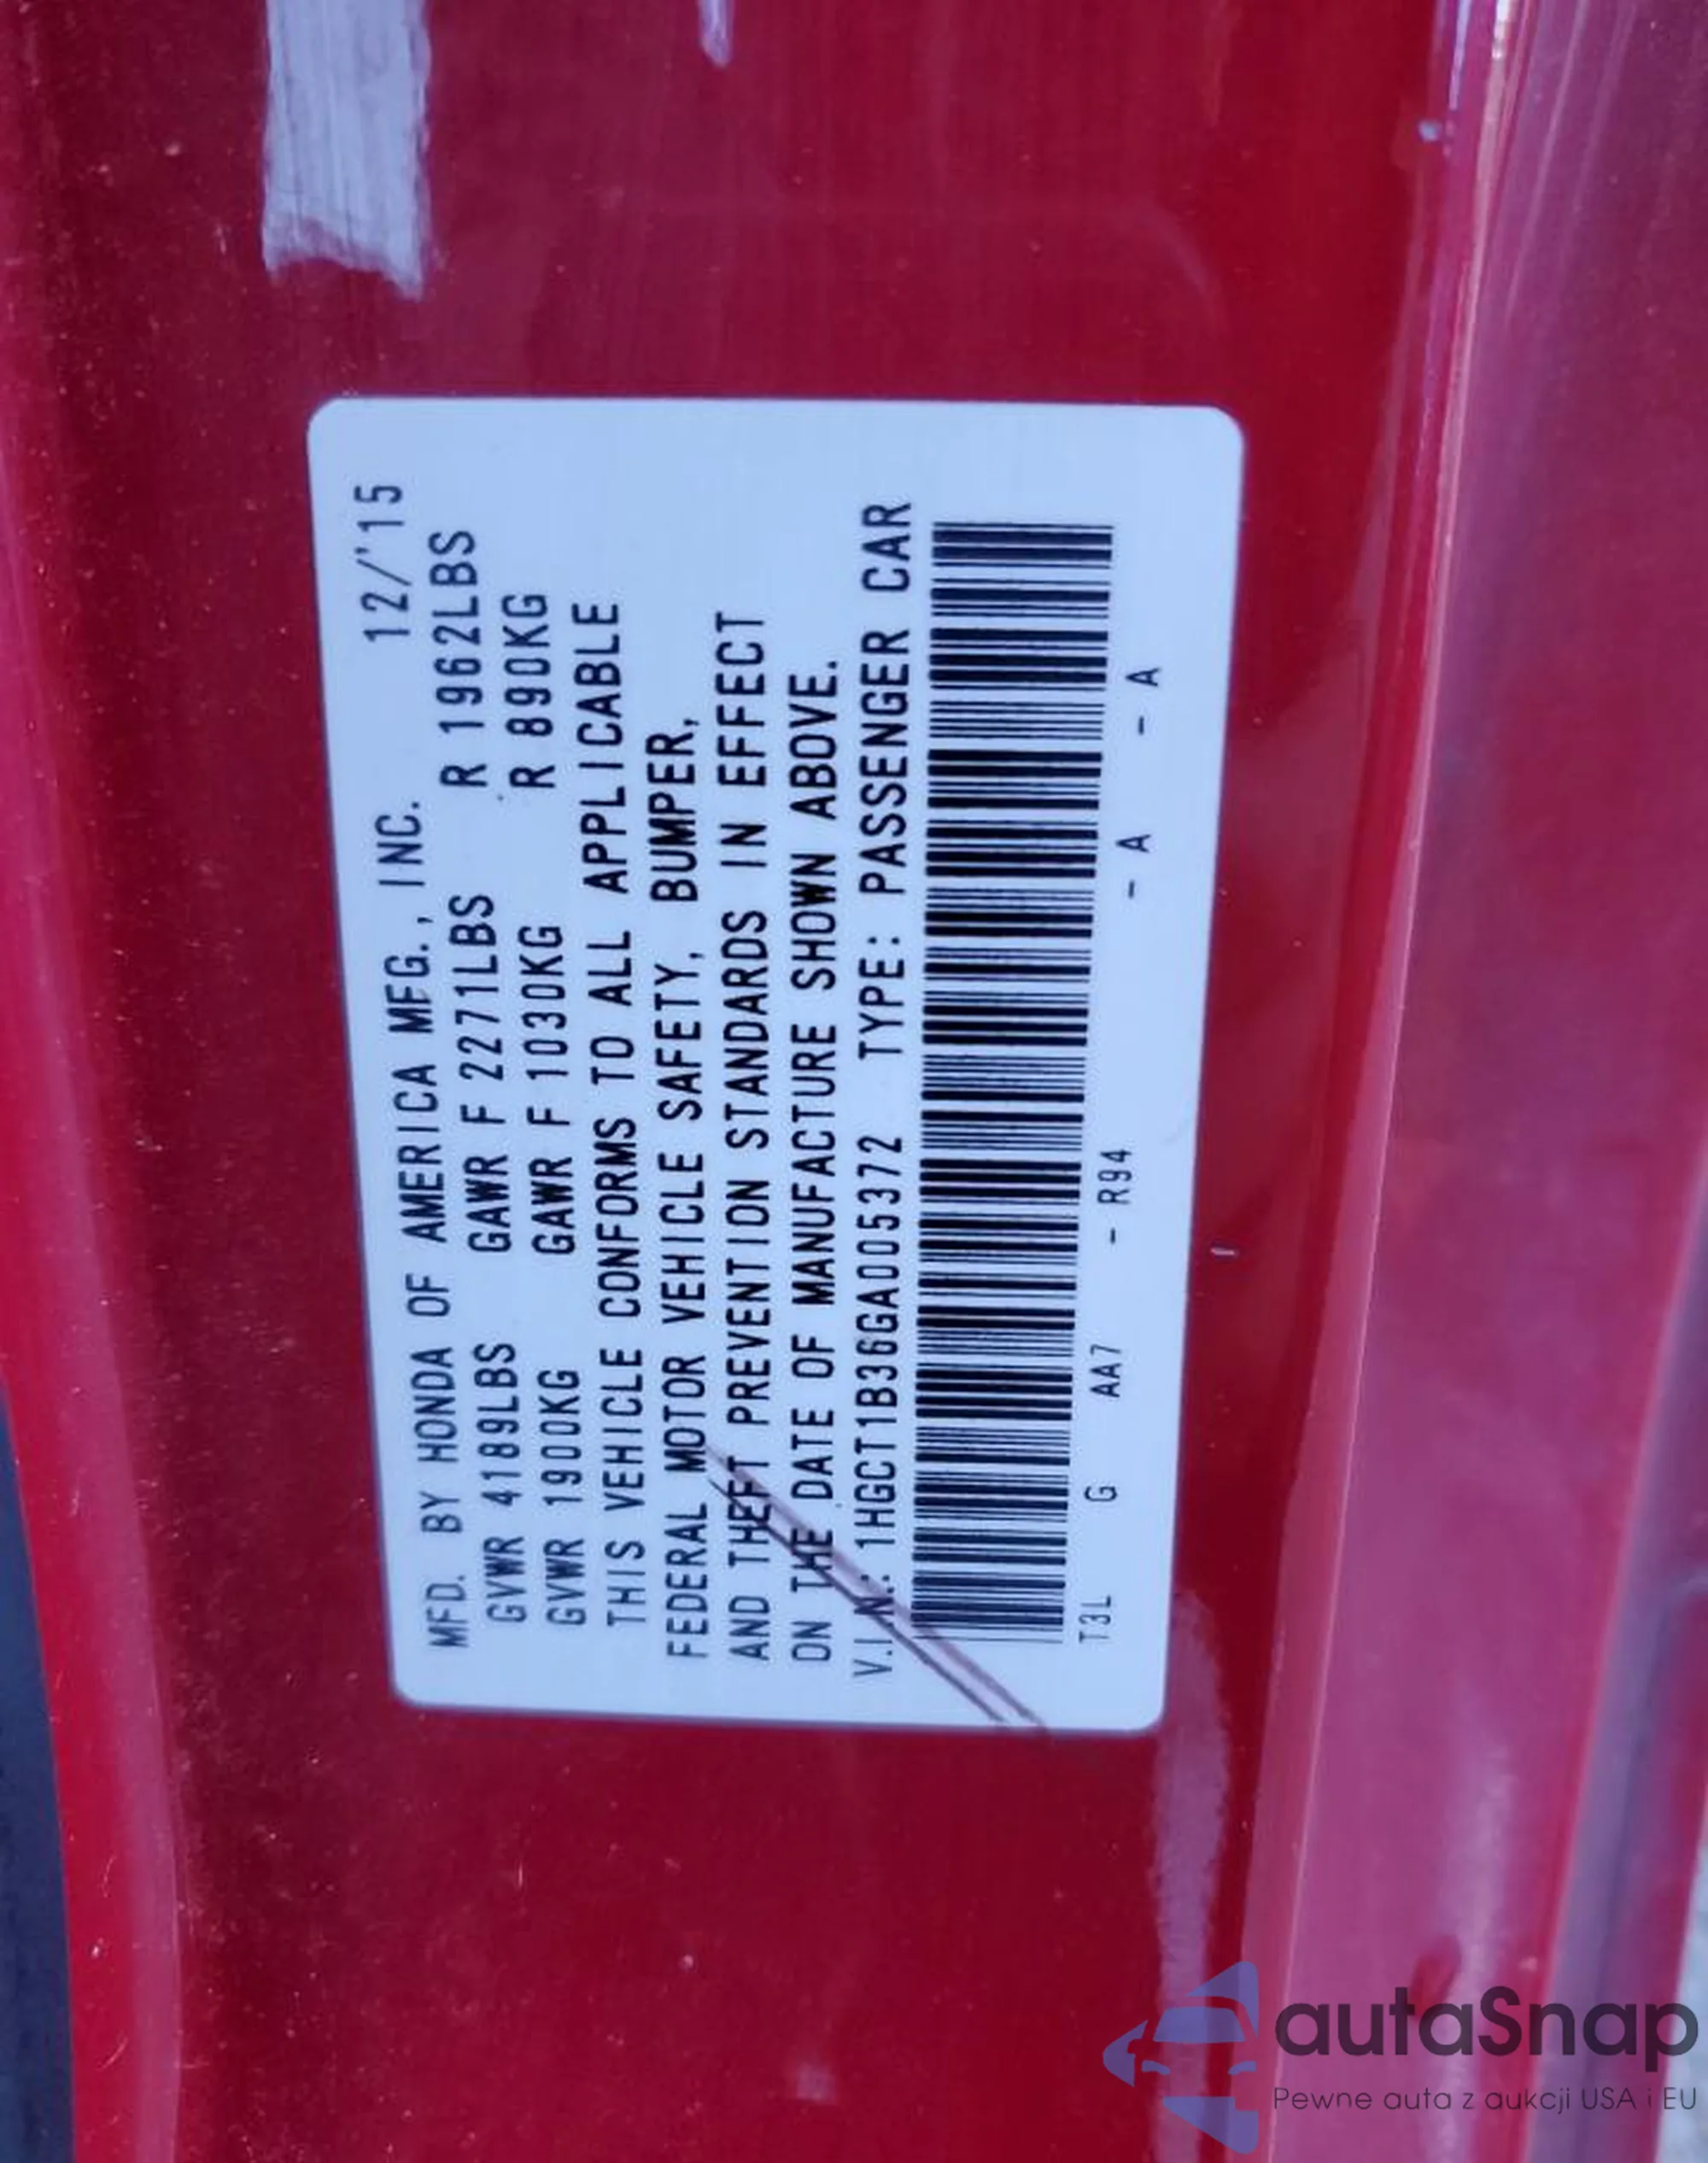 MFD. BY HONDA OF AMERICA MFG., INC. 12/'15
GVWR 4189LBS GAWR F 2271LBS R 1962LBS
GVWR 1900KG GAWR F 1030KG R 890KG
THIS VEHICLE CONFORMS TO ALL APPLICABLE
FEDERAL MOTOR VEHICLE SAFETY, BUMPER,
AND THEFT PREVENTION STANDARDS IN EFFECT
ON THE DATE OF MANUFACTURE SHOWN ABOVE.
V.I.N.: 1HGCT1B36GA005372 TYPE: PASSENGER CAR
T3L G AA7 - R94 - A - A
autaSnap
Pewne auta z aukcji USA i EU